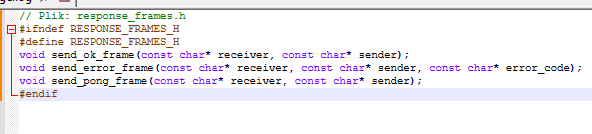 // Plik: response_frames.h
#ifndef RESPONSE_FRAMES_H
#define RESPONSE_FRAMES_H
void send_ok_frame(const char* receiver, const char* sender);
void send_error_frame(const char* receiver, const char* sender, const char* error_code);
void send_pong_frame(const char* receiver, const char* sender);
#endif